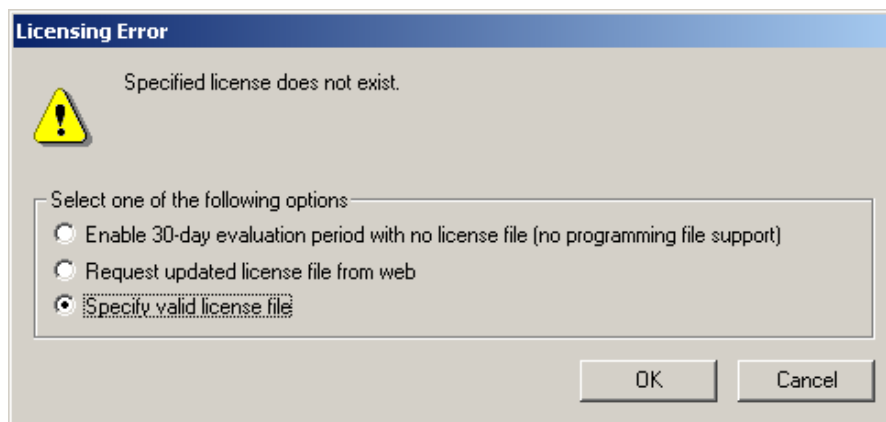 Licensing Error
Specified license does not exist.
Select one of the following options
Enable 30-day evaluation period with no license file (no programming file support)
Request updated license file from web
Specify valid license file
OK Cancel